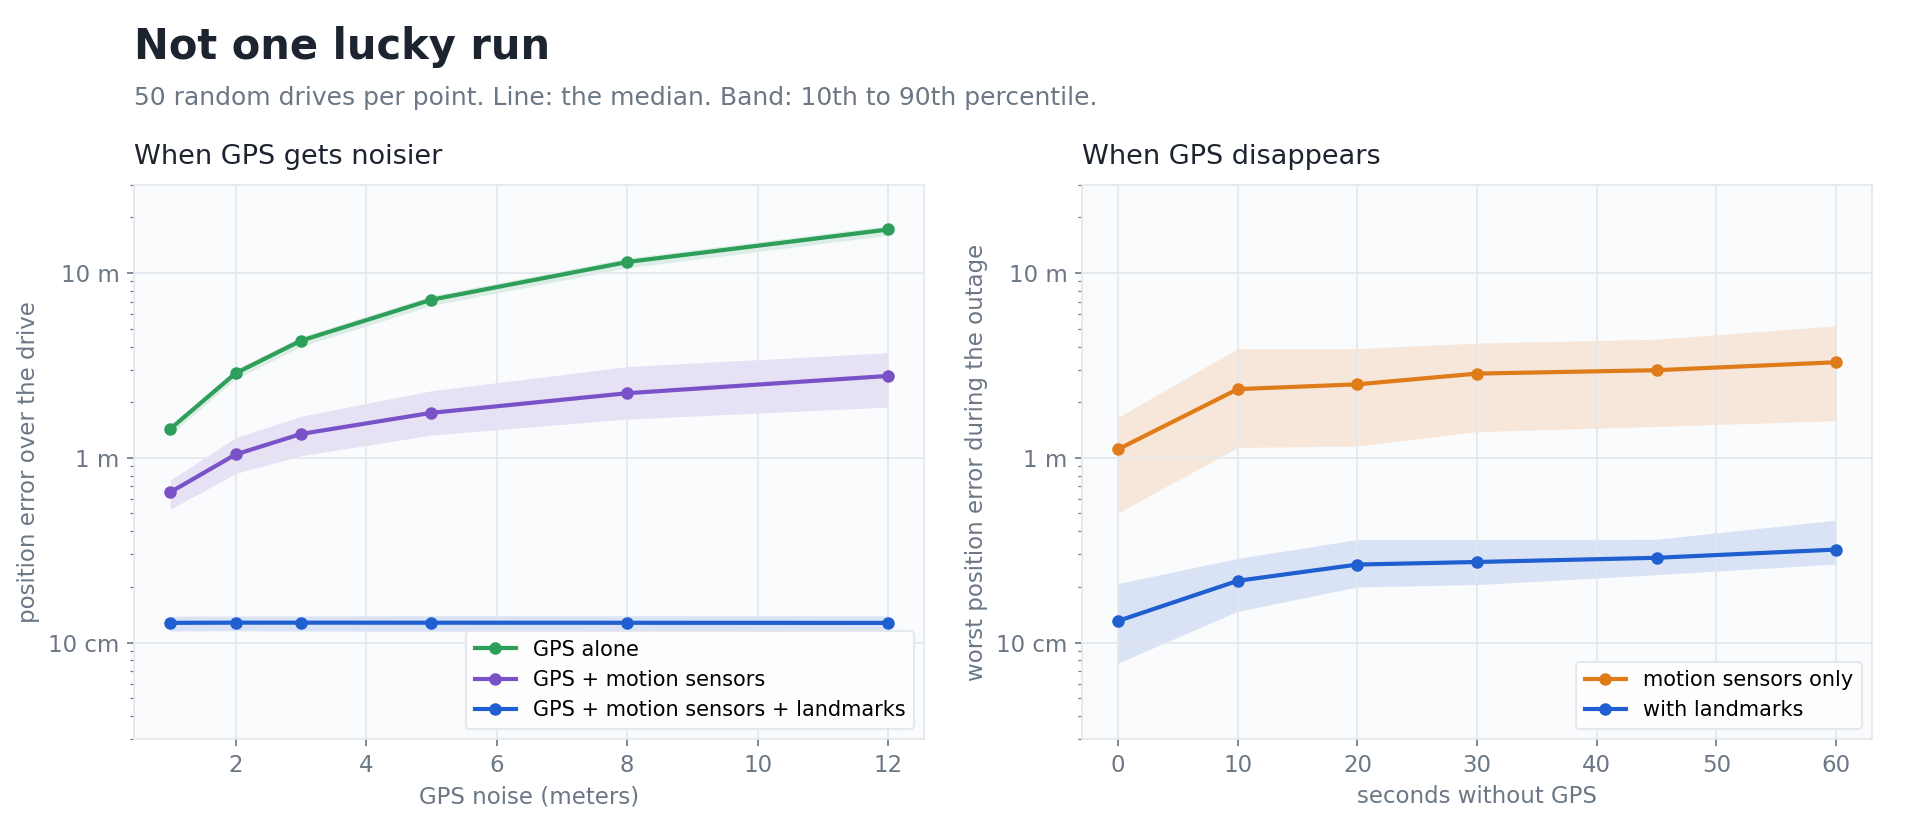 Not one lucky run
50 random drives per point. Line: the median. Band: 10th to 90th percentile.
When GPS gets noisier
position error over the drive
10 m
1 m
10 cm
GPS alone
GPS + motion sensors
GPS + motion sensors + landmarks
2 4 6 8 10 12
GPS noise (meters)
When GPS disappears
worst position error during the outage
10 m
1 m
10 cm
motion sensors only
with landmarks
0 10 20 30 40 50 60
seconds without GPS